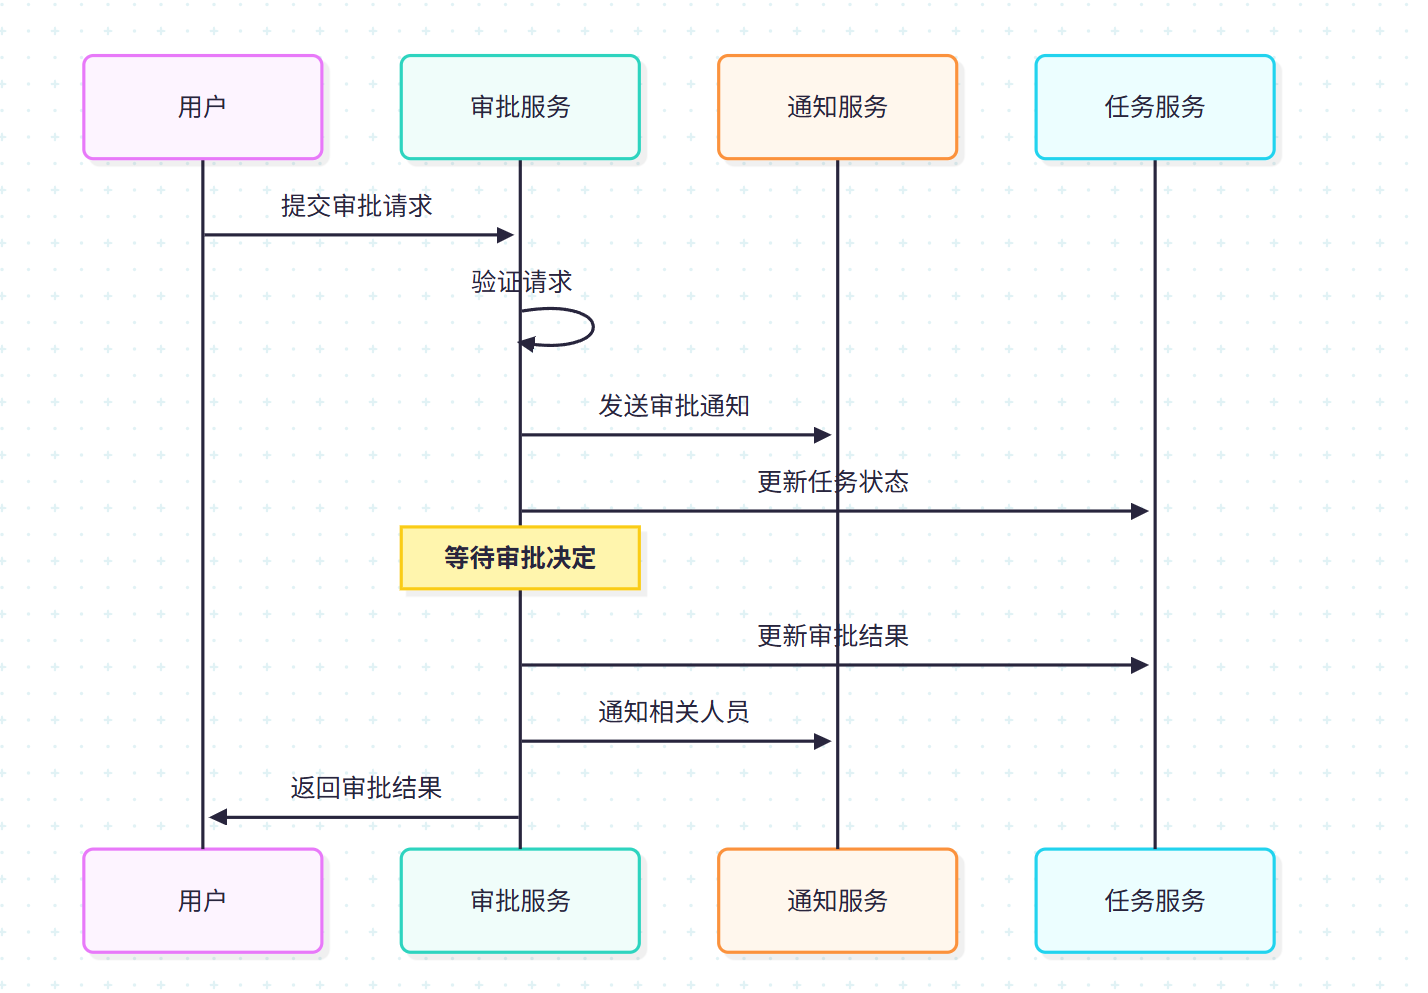 用户
审批服务
通知服务
任务服务
提交审批请求
验证请求
发送审批通知
更新任务状态
等待审批决定
更新审批结果
通知相关人员
返回审批结果
用户
审批服务
通知服务
任务服务